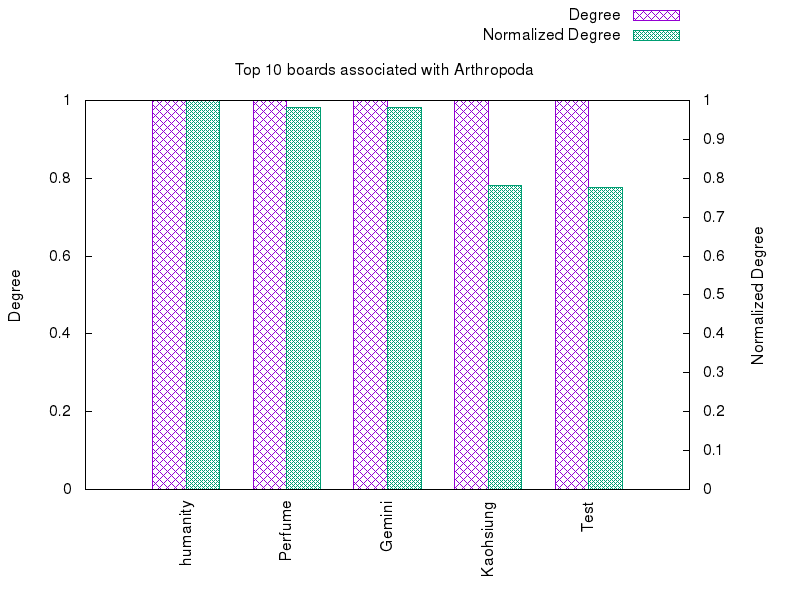 Degree
Normalized Degree
Top 10 boards associated with Arthropoda
1
0.8
0.6
0.4
0.2
0
Degree
1
0.9
0.8
0.7
0.6
0.5
0.4
0.3
0.2
0.1
0
Normalized Degree
humanity
Perfume
Gemini
Kaohsiung
Test